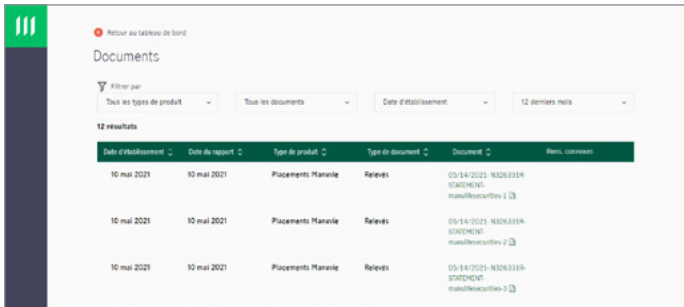 Retour au tableau de bord
Documents
Filtrer par
Tous les types de produit
Tous les documents
Date d'établissement
12 derniers mois
12 résultats
Date d'établissement Date du rapport Type de produit Type de document Document Rens. connexes
10 mai 2021 10 mai 2021 Placements Manuvie Relevés 05/14/2021-N326331R-
STATEMENT-
manulifesecurities-1
10 mai 2021 10 mai 2021 Placements Manuvie Relevés 05/14/2021-N326331R-
STATEMENT-
manulifesecurities-2
10 mai 2021 10 mai 2021 Placements Manuvie Relevés 05/14/2021-N326331R-
STATEMENT-
manulifesecurities-3